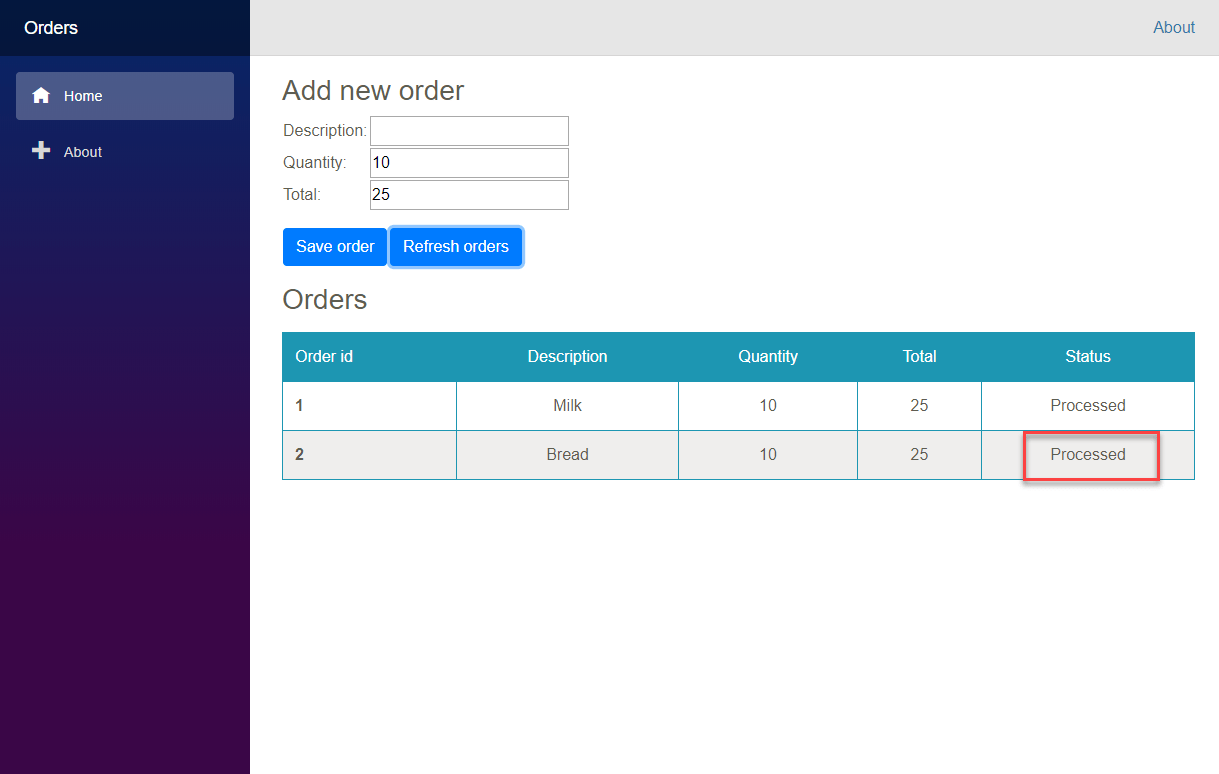 Orders
About
Home
About
Add new order
Description:
Quantity: 10
Total: 25
Save order Refresh orders
Orders
Order id Description Quantity Total Status
1 Milk 10 25 Processed
2 Bread 10 25 Processed